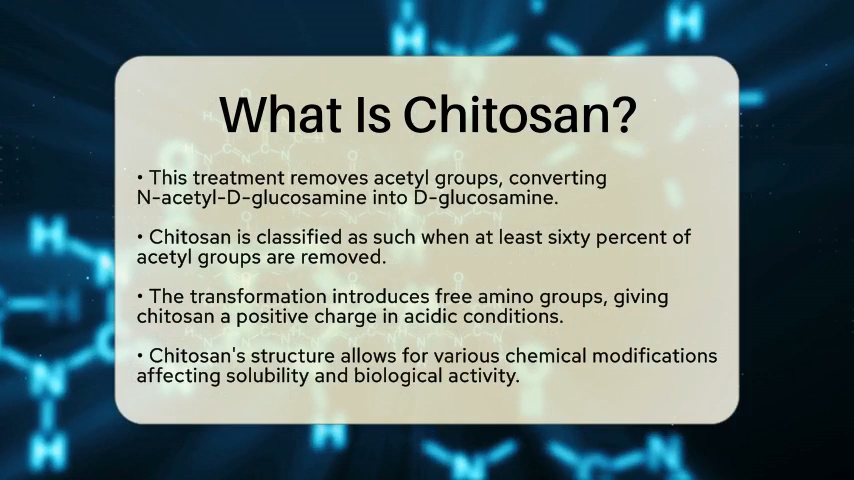 What Is Chitosan?
• This treatment removes acetyl groups, converting
N-acetyl-D-glucosamine into D-glucosamine.
• Chitosan is classified as such when at least sixty percent of
acetyl groups are removed.
• The transformation introduces free amino groups, giving
chitosan a positive charge in acidic conditions.
• Chitosan's structure allows for various chemical modifications
affecting solubility and biological activity.